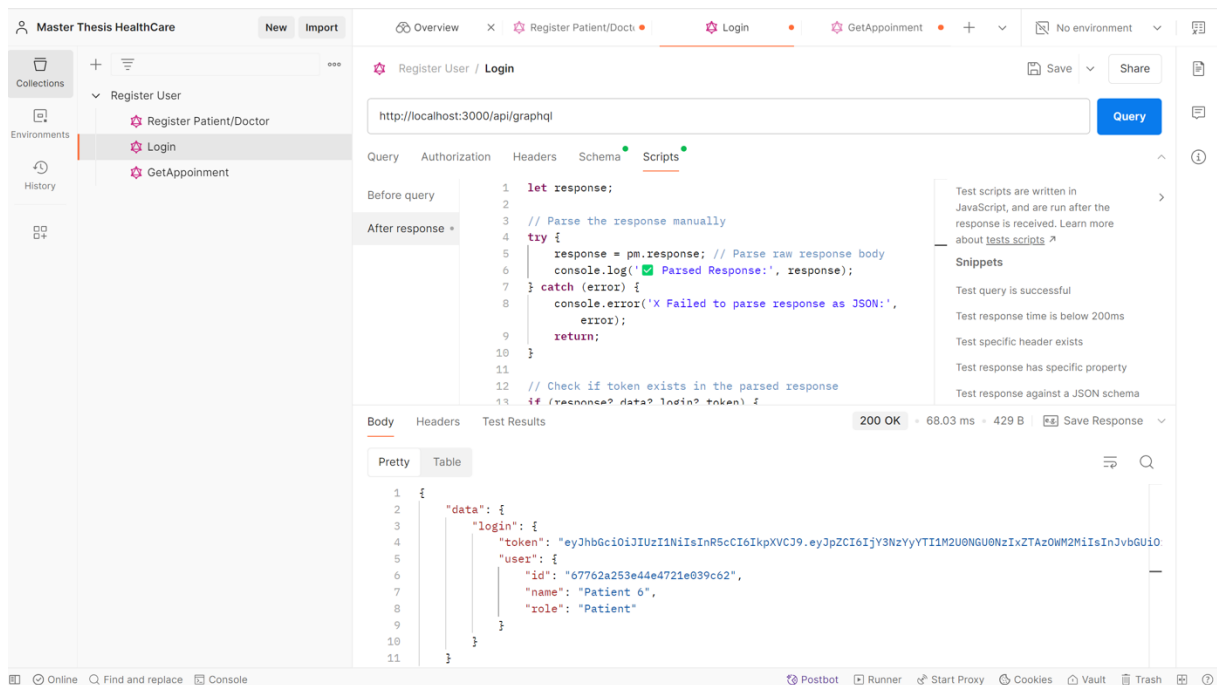 Master Thesis HealthCare
New
Import
Overview
Register Patient/Docto
Login
GetAppoinment
No environment
Collections
Environments
History
Register User
Register Patient/Doctor
Login
GetAppoinment
Register User / Login
Save
Share
http://localhost:3000/api/graphql
Query
Query
Authorization
Headers
Schema
Scripts
Before query
After response
1 let response;
2
3 // Parse the response manually
4 try {
5 response = pm.response; // Parse raw response body
6 console.log('✅ Parsed Response:', response);
7 } catch (error) {
8 console.error('X Failed to parse response as JSON:',
error);
9 return;
10 }
11
12 // Check if token exists in the parsed response
13 if (response?.data?.login?.token) {
Test scripts are written in
JavaScript, and are run after the
response is received. Learn more
about tests scripts ↗
Snippets
Test query is successful
Test response time is below 200ms
Test specific header exists
Test response has specific property
Test response against a JSON schema
Body
Headers
Test Results
200 OK
68.03 ms
429 B
Save Response
Pretty
Table
1 {
2 "data": {
3 "login": {
4 "token": "eyJhbGciOiJIUzI1NiIsInR5cCI6IkpXVCJ9.eyJpZCI6IjY3NzYyYTI1M2U0NGU0NzIxZTAzOWM2MiIsInJvbGUiO
5 "user": {
6 "id": "67762a253e44e4721e039c62",
7 "name": "Patient 6",
8 "role": "Patient"
9 }
10 }
11 }
Online
Find and replace
Console
Postbot
Runner
Start Proxy
Cookies
Vault
Trash